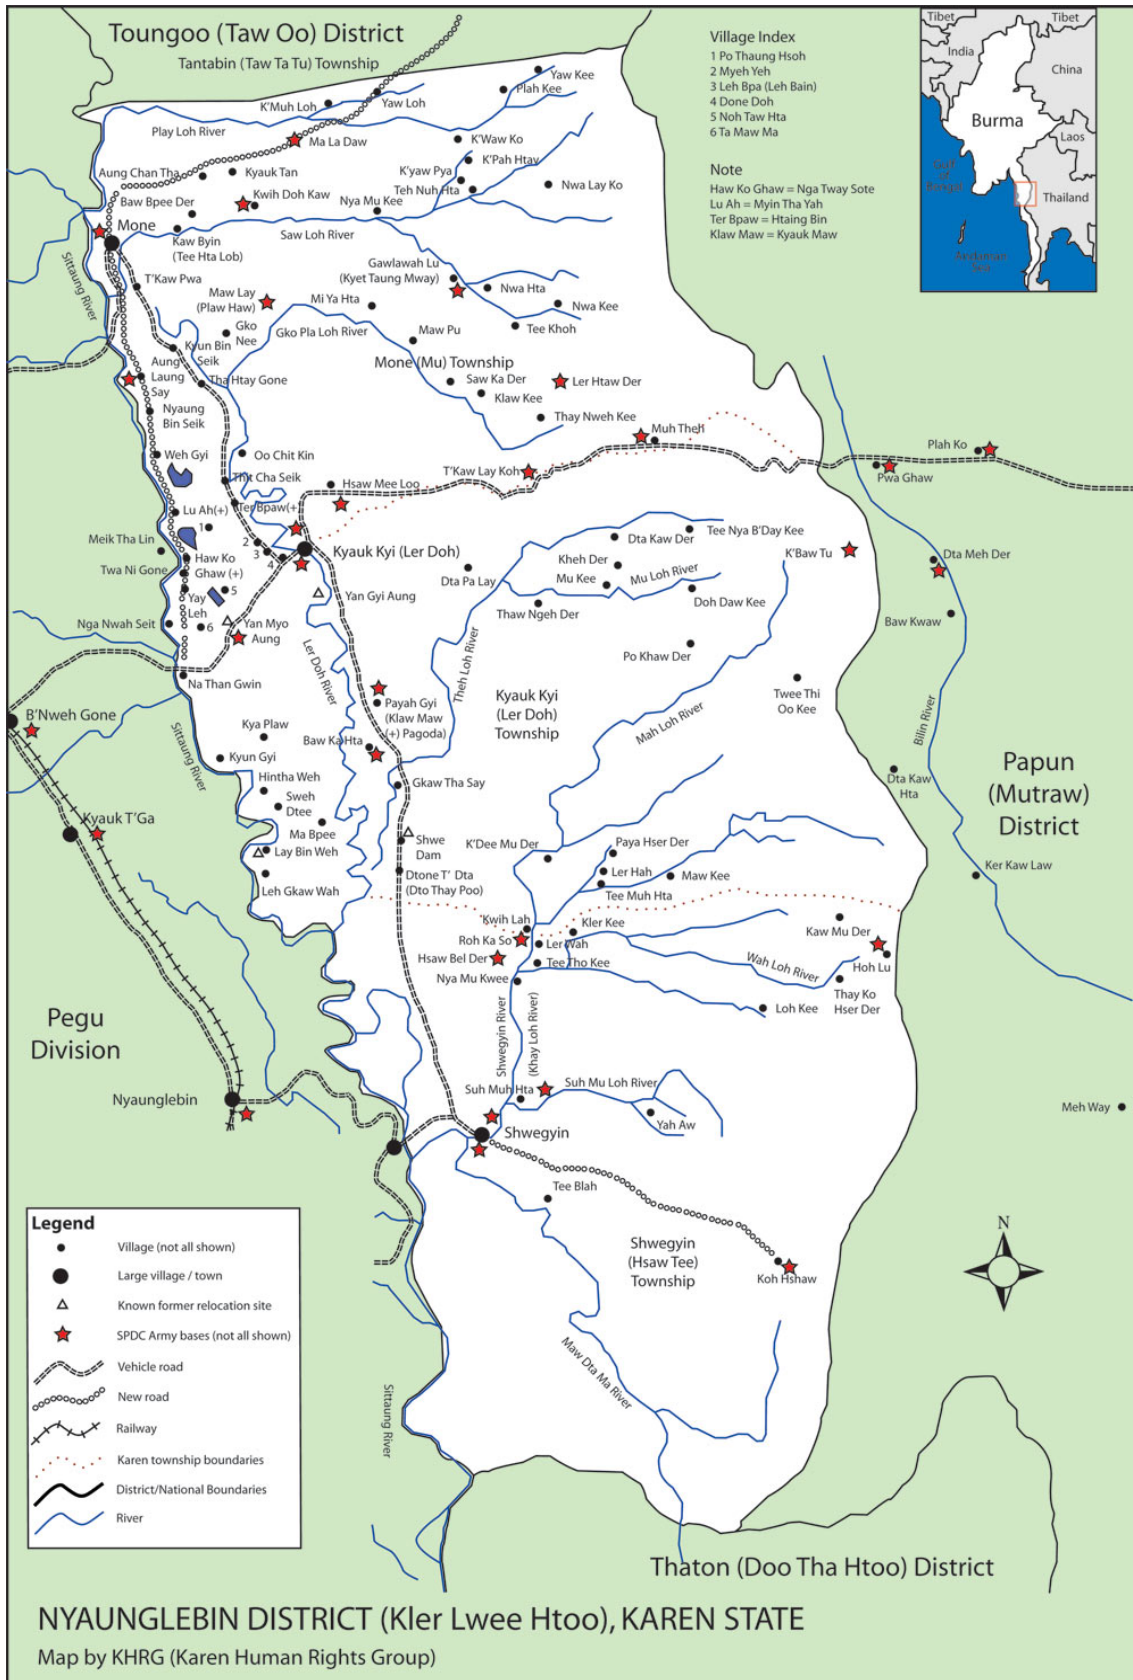 Toungoo (Taw Oo) District
Tantabin (Taw Ta Tu) Township
Village Index
1 Po Thaung Hsoh
2 Myeh Yeh
3 Leh Bpa (Leh Bain)
4 Done Doh
5 Noh Taw Hta
6 Ta Maw Ma
Note
Haw Ko Ghaw = Nga Tway Sote
Lu Ah = Myin Tha Yah
Ter Bpaw = Htaing Bin
Klaw Maw = Kyauk Maw
Tibet
Tibet
India
China
Burma
Laos
Thailand
Yaw Kee
Plah Kee
K'Muh Loh
Yaw Loh
Play Loh River
Ma La Daw
K'Waw Ko
K'Pah Htay
Aung Chan Tha
Kyauk Tan
K'yaw Pya
Teh Nuh Hta
Nwa Lay Ko
Baw Bpee Der
Kwih Doh Kaw
Nya Mu Kee
Mone
Kaw Byin
(Tee Hta Lob)
Saw Loh River
Sittaung River
T'Kaw Pwa
Gawlawah Lu
(Kyet Taung Mway)
Nwa Hta
Maw Lay
(Plaw Haw)
Mi Ya Hta
Nwa Kee
Gko
Nee
Gko Pla Loh River
Maw Pu
Tee Khoh
Kyun Bin
Seik
Mone (Mu) Township
Aung
Laung
Say
Tha Htay Gone
Saw Ka Der
Ler Htaw Der
Klaw Kee
Nyaung
Bin Seik
Thay Nweh Kee
Muh Theh
Plah Ko
Weh Gyi
Oo Chit Kin
Pwa Ghaw
Thit Cha Seik
Hsaw Mee Loo
T'Kaw Lay Koh
Lu Ah(+)
Ter Bpaw(+)
1
2
3
4
Meik Tha Lin
Haw Ko
Ghaw (+)
Kyauk Kyi (Ler Doh)
Dta Kaw Der
Tee Nya B'Day Kee
K'Baw Tu
Twa Ni Gone
Kheh Der
Dta Meh Der
Dta Pa Lay
Mu Kee
Mu Loh River
5
Yay
Leh
Yan Gyi Aung
Thaw Ngeh Der
Doh Daw Kee
Nga Nwah Seit
6
Yan Myo
Aung
Baw Kwaw
Ler Doh River
Theh Loh River
Po Khaw Der
Na Than Gwin
Payah Gyi
(Klaw Maw
(+) Pagoda)
Kyauk Kyi
(Ler Doh)
Township
Twee Thi
Oo Kee
B'Nweh Gone
Mah Loh River
Bilin River
Sittaung River
Kya Plaw
Baw Ka Hta
Kyun Gyi
Papun
(Mutraw)
District
Dta Kaw
Hta
Hintha Weh
Gkaw Tha Say
Sweh
Dtee
Kyauk T'Ga
Ma Bpee
Shwe
Dam
K'Dee Mu Der
Paya Hser Der
Lay Bin Weh
Ler Hah
Maw Kee
Ker Kaw Law
Leh Gkaw Wah
Dtone T' Dta
(Dto Thay Poo)
Tee Muh Hta
Kwih Lah
Kler Kee
Kaw Mu Der
Roh Ka So
Ler Wah
Hsaw Bel Der
Tee Tho Kee
Wah Loh River
Hoh Lu
Nya Mu Kwee
Thay Ko
Hser Der
Loh Kee
Pegu
Division
Shwegyin River
(Khay Loh River)
Nyaunglebin
Suh Muh Hta
Suh Mu Loh River
Meh Way
Yah Aw
Shwegyin
Tee Blah
Legend
Village (not all shown)
Large village / town
Known former relocation site
SPDC Army bases (not all shown)
Vehicle road
New road
Railway
Karen township boundaries
District/National Boundaries
River
Shwegyin
(Hsaw Tee)
Township
Koh Hshaw
N
Maw Dta Ma River
Sittaung River
Thaton (Doo Tha Htoo) District
NYAUNGLEBIN DISTRICT (Kler Lwee Htoo), KAREN STATE
Map by KHRG (Karen Human Rights Group)